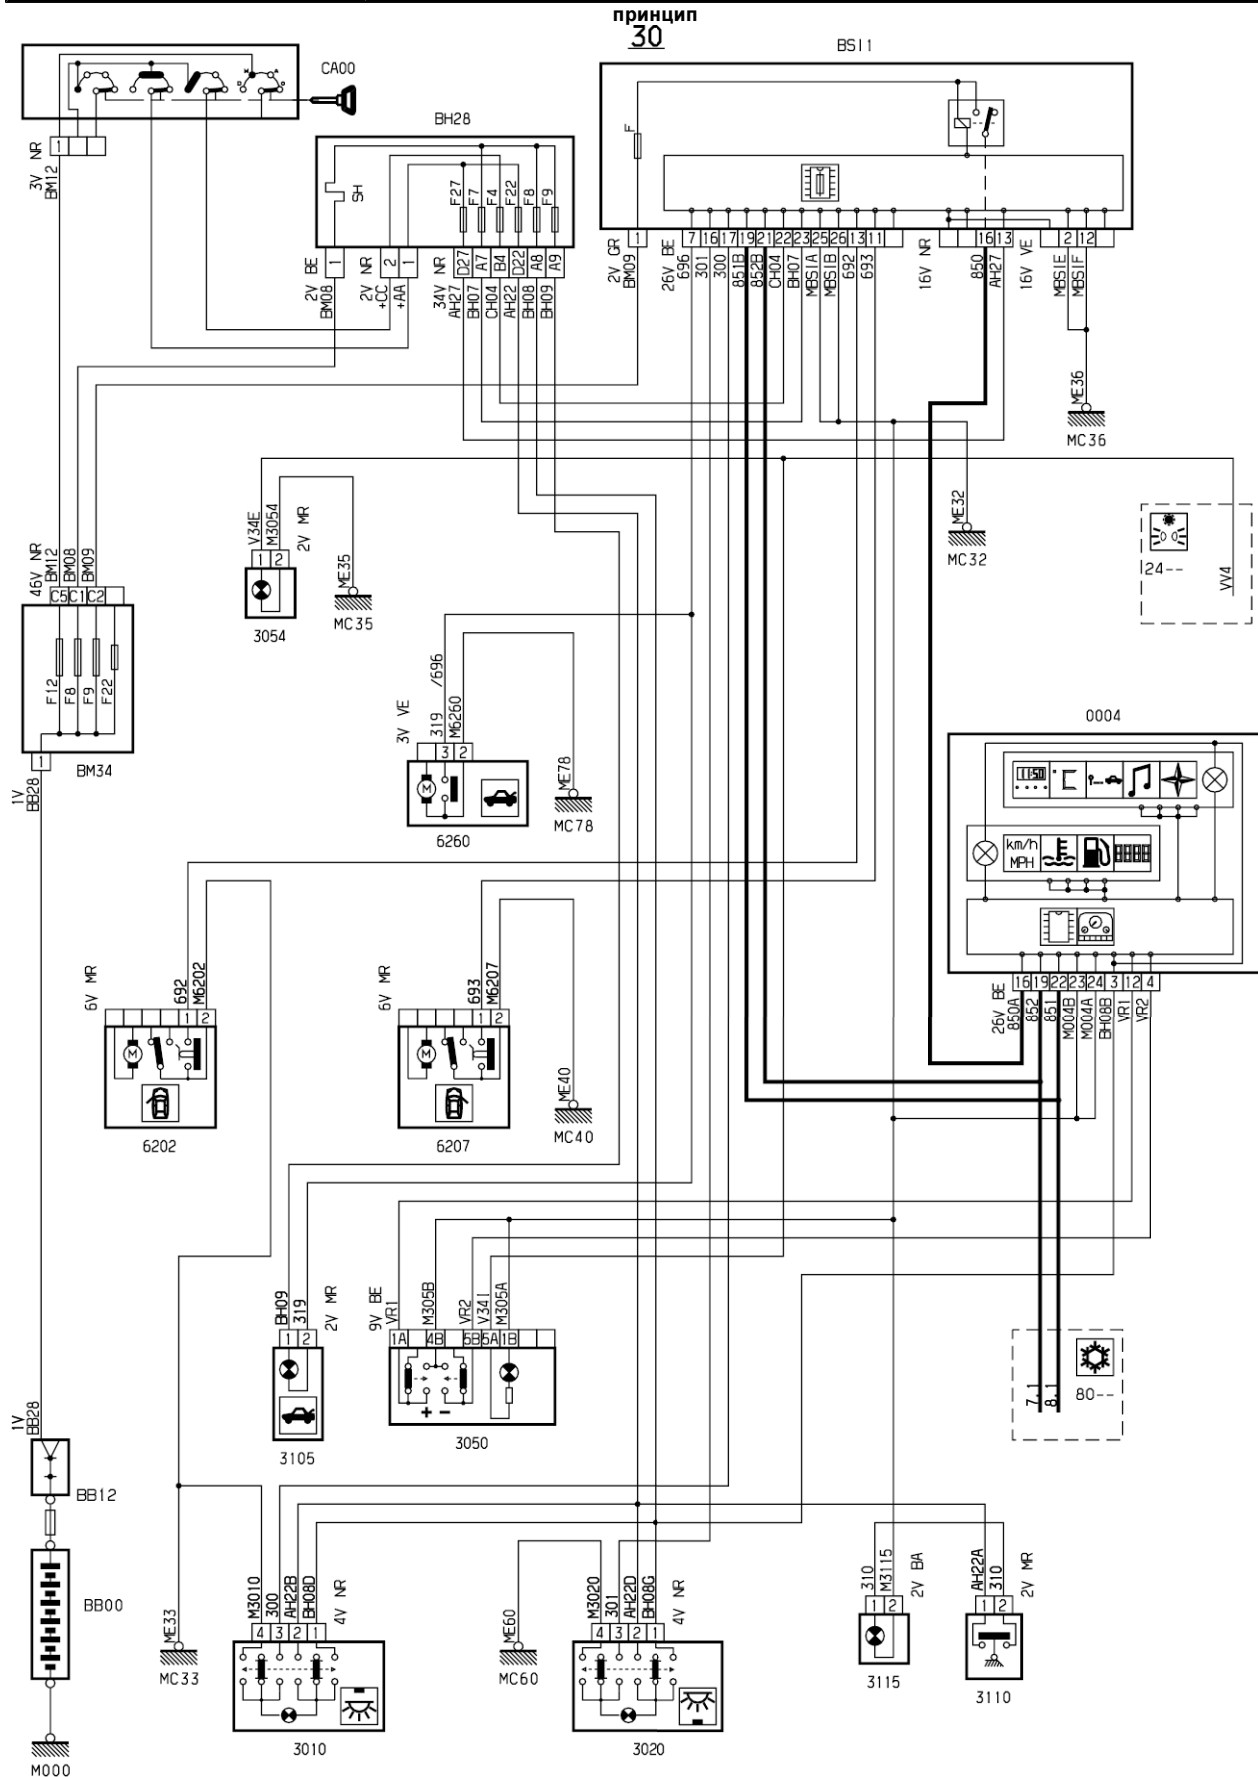 принцип
30
BSI1
CA00
BH28
3V NR
1
BM12
SH
F27
F7
F4
F22
F8
F9
F
2V BE
1
BM08
2V NR
2
1
+CC
+AA
34V NR
D27
A7
B4
D22
A8
A9
AH27
BH07
CH04
AH22
BH08
BH09
2V GR
1
BM09
26V BE
7
16
17
19
21
22
23
25
26
13
11
696
301
300
851B
852B
CH04
BH07
MBS1A
MBS1B
692
693
16V NR
16
13
850
AH27
16V VE
2
12
MBS1E
MBS1F
ME36
MC36
V34E
M3054
2V MR
1
2
3054
ME35
MC35
ME32
MC32
24--
VV4
46V NR
BM12
BM08
BM09
C5
C1
C2
F12
F8
F9
F22
1
BM34
1V
BB28
/696
3V VE
319
M6260
3
2
M
6260
ME78
MC78
0004
11:50
°C
km/h
MPH
26V BE
16
19
22
23
24
3
12
4
850A
852
851
M004B
M004A
BH08B
VR1
VR2
6V MR
692
M6202
1
2
M
6202
6V MR
693
M6207
1
2
M
6207
ME40
MC40
BH09
319
2V MR
1
2
3105
9V BE
VR1
M305B
VR2
V34I
M305A
1A
4B
5B
5A
1B
+ −
3050
7.1
8.1
80--
1V
BB28
BB12
BB00
M000
ME33
MC33
M3010
300
AH22B
BH08D
4V NR
4
3
2
1
3010
ME60
MC60
M3020
301
AH22D
BH08G
4V NR
4
3
2
1
3020
310
M3115
2V BA
1
2
3115
AH22A
310
2V MR
1
2
3110